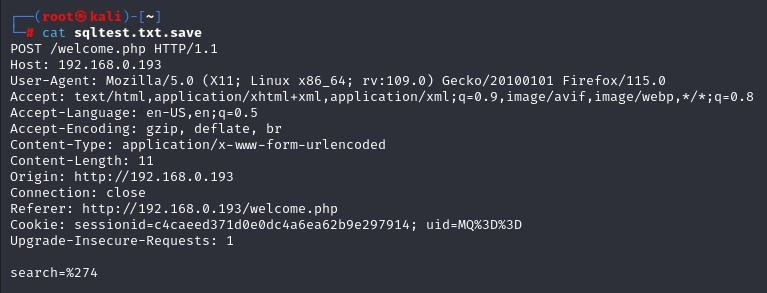 ┌──(root㉿kali)-[~]
└─# cat sqltest.txt.save
POST /welcome.php HTTP/1.1
Host: 192.168.0.193
User-Agent: Mozilla/5.0 (X11; Linux x86_64; rv:109.0) Gecko/20100101 Firefox/115.0
Accept: text/html,application/xhtml+xml,application/xml;q=0.9,image/avif,image/webp,*/*;q=0.8
Accept-Language: en-US,en;q=0.5
Accept-Encoding: gzip, deflate, br
Content-Type: application/x-www-form-urlencoded
Content-Length: 11
Origin: http://192.168.0.193
Connection: close
Referer: http://192.168.0.193/welcome.php
Cookie: sessionid=c4caeed371d0e0dc4a6ea62b9e297914; uid=MQ%3D%3D
Upgrade-Insecure-Requests: 1
search=%274